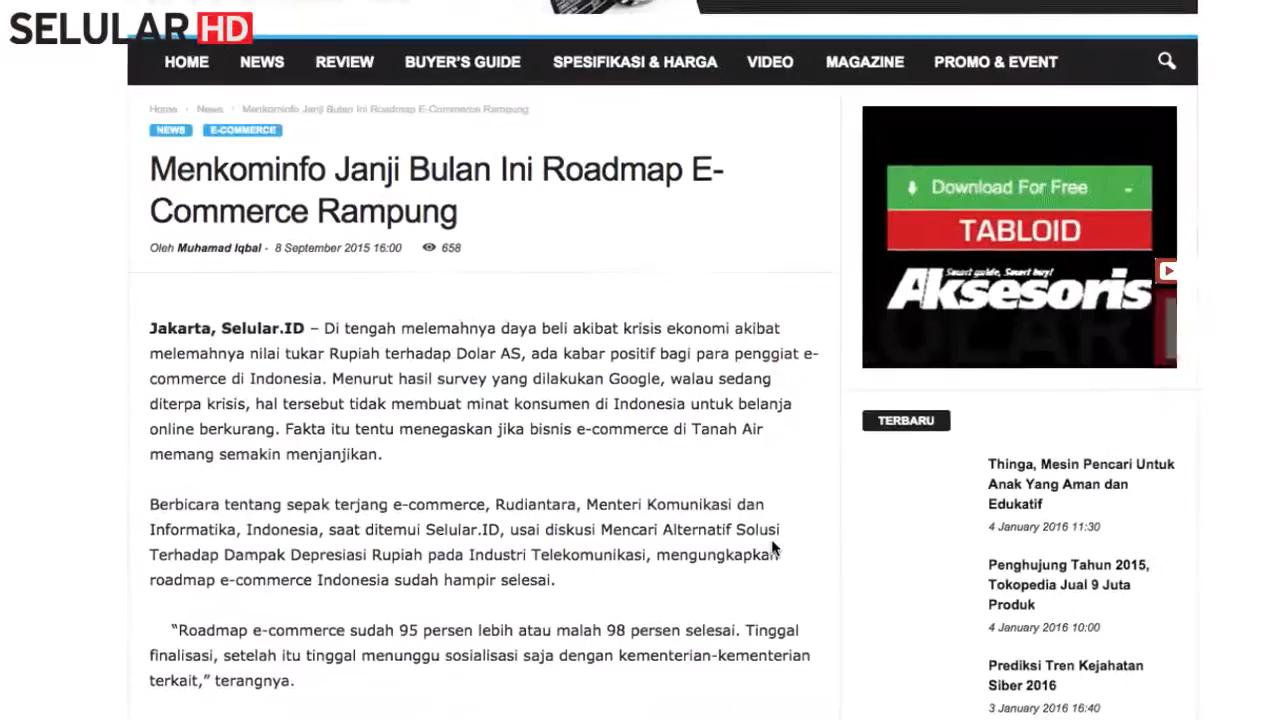 SELULAR HD
HOME NEWS REVIEW BUYER'S GUIDE SPESIFIKASI & HARGA VIDEO MAGAZINE PROMO & EVENT
Home › News › Menkominfo Janji Bulan Ini Roadmap E-Commerce Rampung
NEWS E-COMMERCE
Menkominfo Janji Bulan Ini Roadmap E-
Commerce Rampung
Oleh Muhamad Iqbal - 8 September 2015 16:00 658
Jakarta, Selular.ID – Di tengah melemahnya daya beli akibat krisis ekonomi akibat
melemahnya nilai tukar Rupiah terhadap Dolar AS, ada kabar positif bagi para penggiat e-
commerce di Indonesia. Menurut hasil survey yang dilakukan Google, walau sedang
diterpa krisis, hal tersebut tidak membuat minat konsumen di Indonesia untuk belanja
online berkurang. Fakta itu tentu menegaskan jika bisnis e-commerce di Tanah Air
memang semakin menjanjikan.
Berbicara tentang sepak terjang e-commerce, Rudiantara, Menteri Komunikasi dan
Informatika, Indonesia, saat ditemui Selular.ID, usai diskusi Mencari Alternatif Solusi
Terhadap Dampak Depresiasi Rupiah pada Industri Telekomunikasi, mengungkapkan
roadmap e-commerce Indonesia sudah hampir selesai.
“Roadmap e-commerce sudah 95 persen lebih atau malah 98 persen selesai. Tinggal
finalisasi, setelah itu tinggal menunggu sosialisasi saja dengan kementerian-kementerian
terkait,” terangnya.
Download For Free
TABLOID
Smart guide, Smart buy!
Aksesoris
TERBARU
Thinga, Mesin Pencari Untuk
Anak Yang Aman dan
Edukatif
4 January 2016 11:30
Penghujung Tahun 2015,
Tokopedia Jual 9 Juta
Produk
4 January 2016 10:00
Prediksi Tren Kejahatan
Siber 2016
3 January 2016 16:40